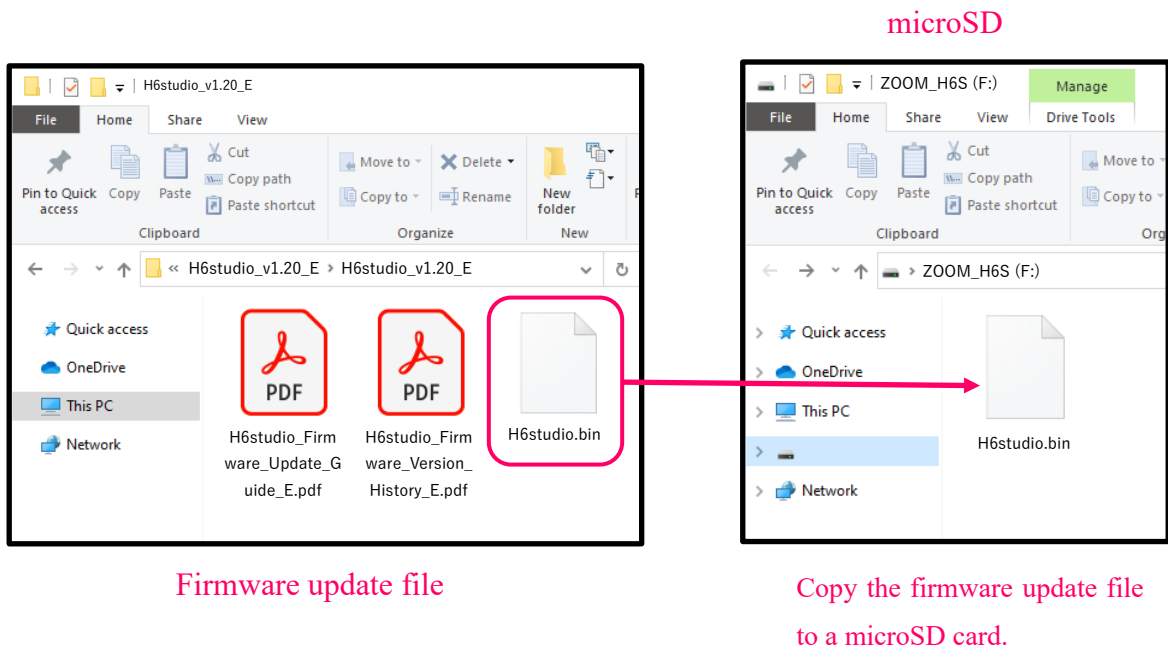 microSD
H6studio_v1.20_E
File Home Share View
Pin to Quick access
Copy
Paste
Cut
Copy path
Paste shortcut
Clipboard
Move to
Copy to
Delete
Rename
Organize
New folder
New
« H6studio_v1.20_E › H6studio_v1.20_E
Quick access
OneDrive
This PC
Network
PDF
H6studio_Firm
ware_Update_G
uide_E.pdf
PDF
H6studio_Firm
ware_Version_
History_E.pdf
H6studio.bin
Firmware update file
ZOOM_H6S (F:)
Manage
File Home Share View Drive Tools
Pin to Quick access
Copy
Paste
Cut
Copy path
Paste shortcut
Clipboard
Move to
Copy to
Org
› ZOOM_H6S (F:)
Quick access
OneDrive
This PC
Network
H6studio.bin
Copy the firmware update file
to a microSD card.